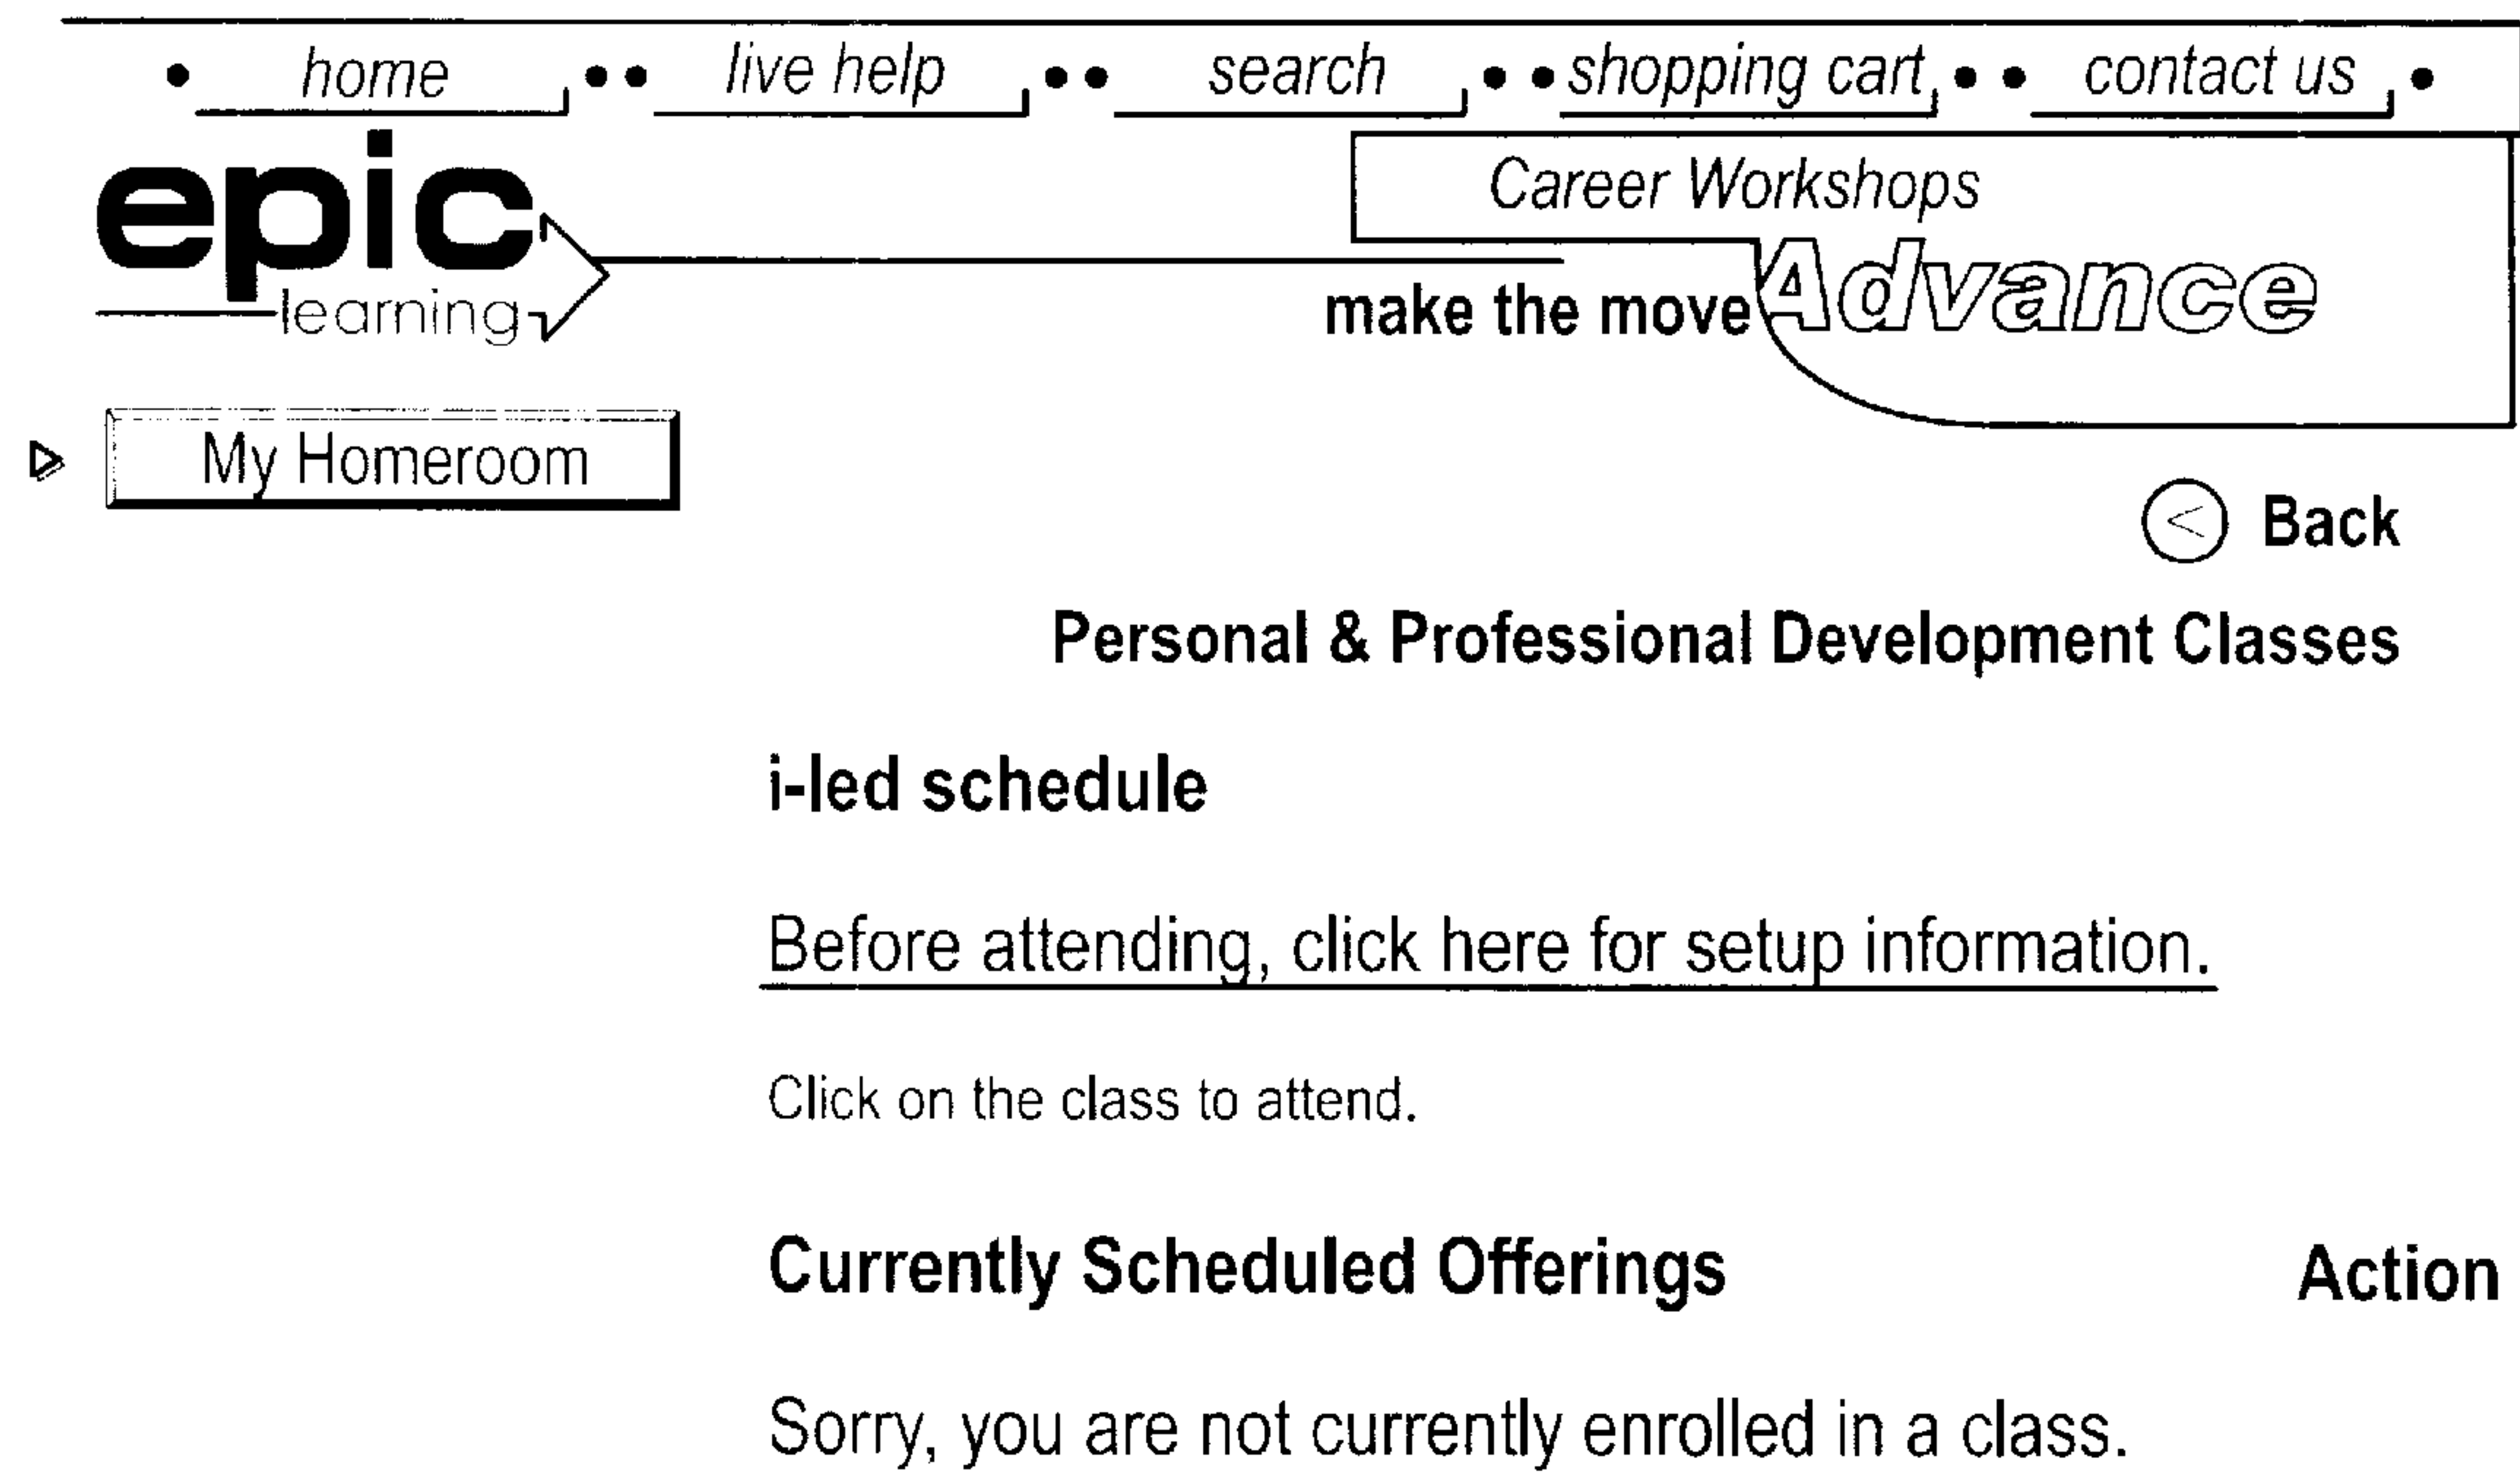 • home • • live help • • search • • shopping cart • • contact us •
epic
learning
Career Workshops
make the move Advance
My Homeroom
< Back
Personal & Professional Development Classes
i-led schedule
Before attending, click here for setup information.
Click on the class to attend.
Currently Scheduled Offerings Action
Sorry, you are not currently enrolled in a class.